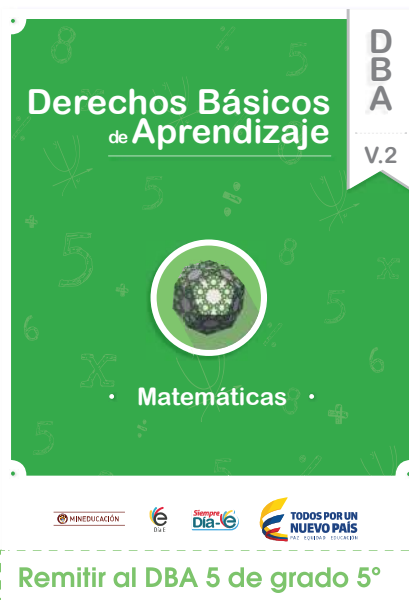 D
B
A
V.2
Derechos Básicos
de Aprendizaje
Matemáticas
MINEDUCACIÓN
Día E
Siempre
Día-e
TODOS POR UN
NUEVO PAÍS
PAZ EQUIDAD EDUCACIÓN
Remitir al DBA 5 de grado 5°